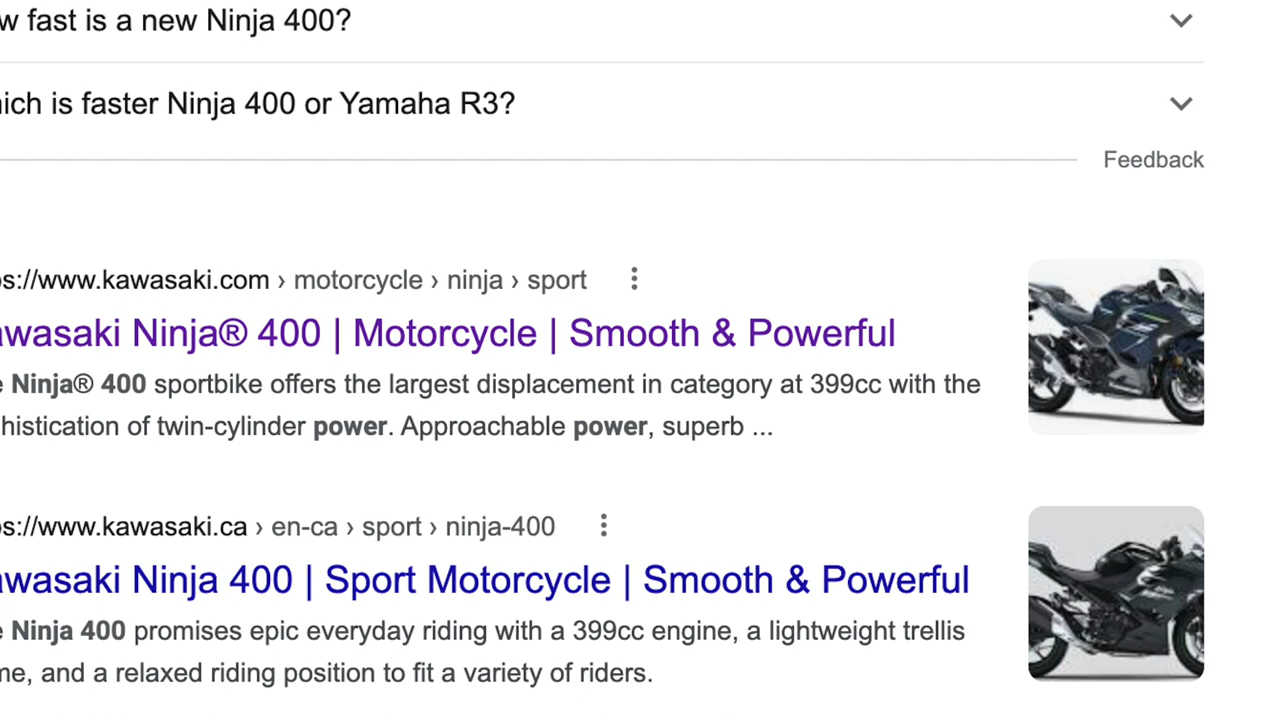 w fast is a new Ninja 400?
ich is faster Ninja 400 or Yamaha R3?
Feedback
s://www.kawasaki.com › motorcycle › ninja › sport
wasaki Ninja® 400 | Motorcycle | Smooth & Powerful
e Ninja® 400 sportbike offers the largest displacement in category at 399cc with the
histication of twin-cylinder power. Approachable power, superb ...
s://www.kawasaki.ca › en-ca › sport › ninja-400
wasaki Ninja 400 | Sport Motorcycle | Smooth & Powerful
e Ninja 400 promises epic everyday riding with a 399cc engine, a lightweight trellis
me, and a relaxed riding position to fit a variety of riders.